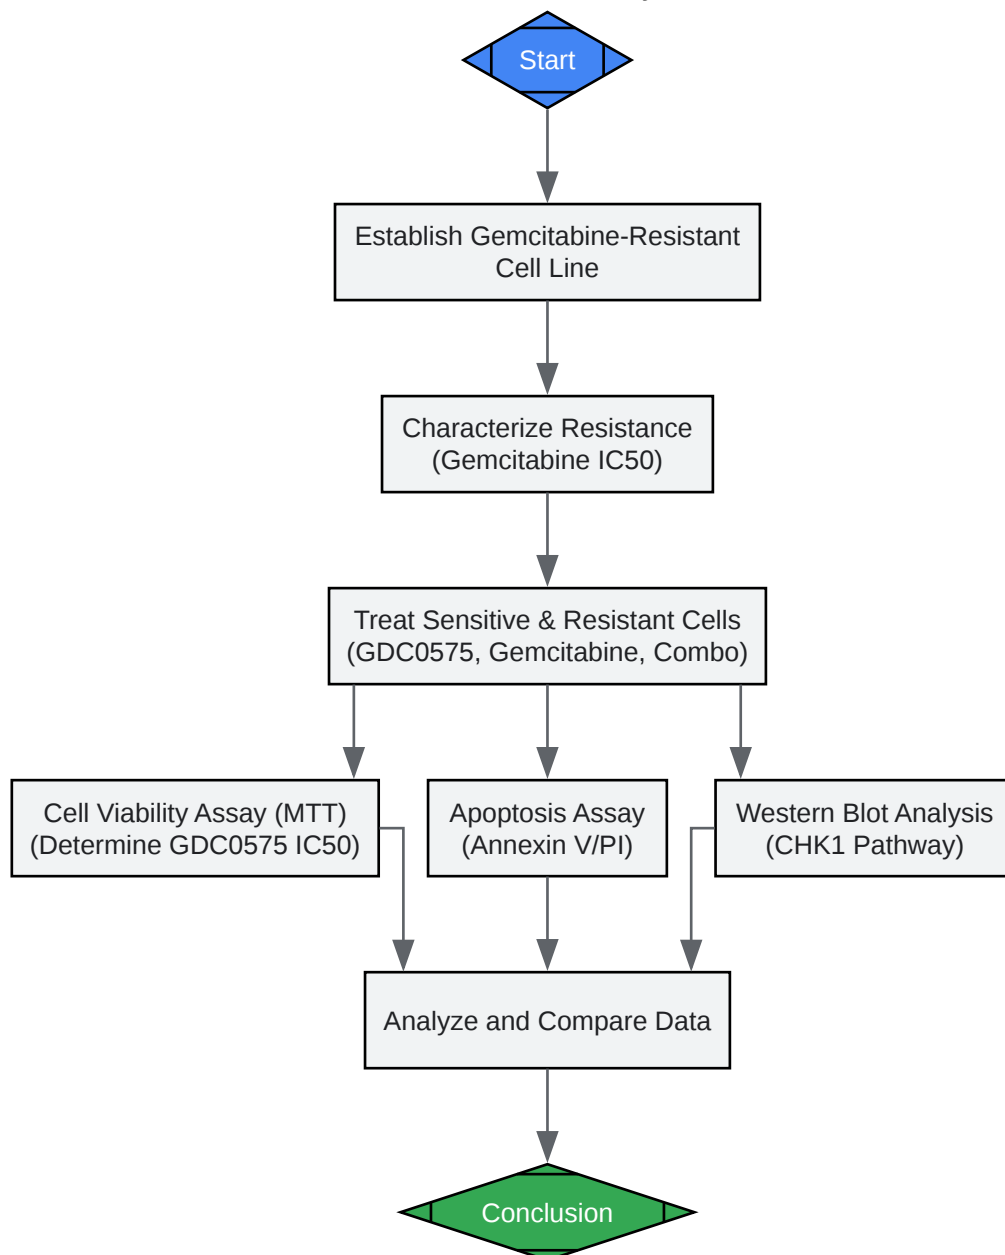 Start
Establish Gemcitabine-Resistant
Cell Line
Characterize Resistance
(Gemcitabine IC50)
Treat Sensitive & Resistant Cells
(GDC0575, Gemcitabine, Combo)
Cell Viability Assay (MTT)
(Determine GDC0575 IC50)
Apoptosis Assay
(Annexin V/PI)
Western Blot Analysis
(CHK1 Pathway)
Analyze and Compare Data
Conclusion